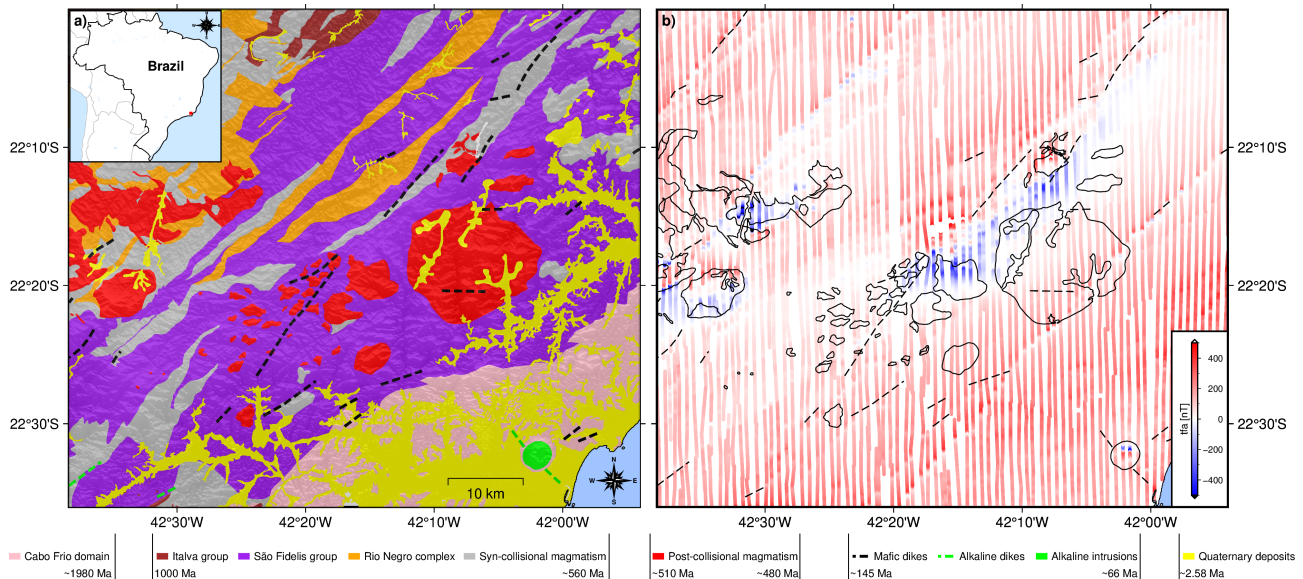 a)
Brazil
b)
22°10'S
22°20'S
22°30'S
22°10'S
22°20'S
22°30'S
N
W E
S
10 km
400
200
0
−200
−400
tfa [nT]
42°30'W 42°20'W 42°10'W 42°00'W
42°30'W 42°20'W 42°10'W 42°00'W
Cabo Frio domain Italva group São Fidelis group Rio Negro complex Syn-collisional magmatism Post-collisional magmatism Mafic dikes Alkaline dikes Alkaline intrusions Quaternary deposits
~1980 Ma 1000 Ma ~560 Ma ~510 Ma ~480 Ma ~145 Ma ~66 Ma ~2.58 Ma